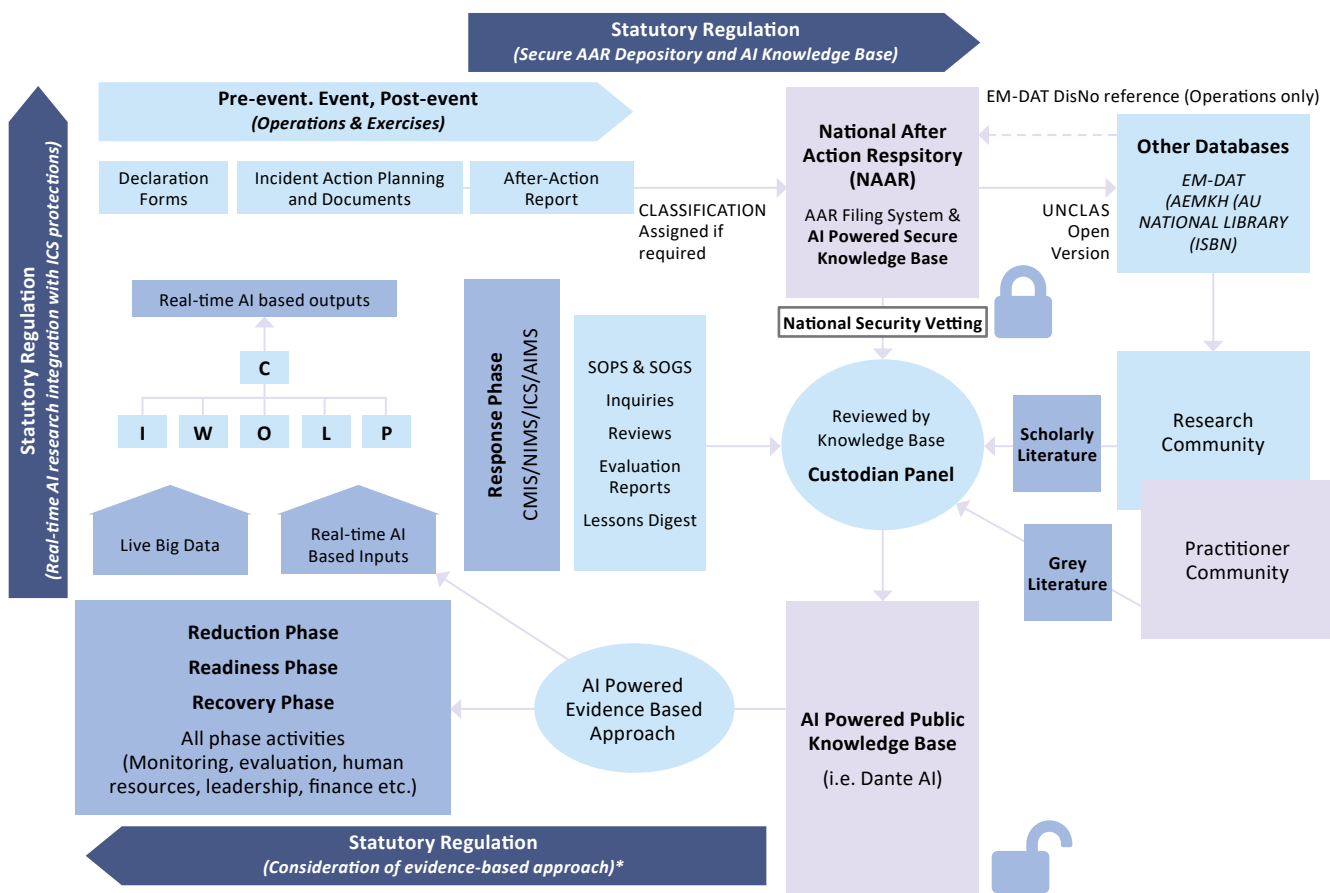 Statutory Regulation
(Secure AAR Depository and AI Knowledge Base)
Pre-event. Event, Post-event
(Operations & Exercises)
Declaration
Forms
Incident Action Planning
and Documents
After-Action
Report
CLASSIFICATION
Assigned if
required
National After
Action Respsitory
(NAAR)
AAR Filing System &
AI Powered Secure
Knowledge Base
EM-DAT DisNo reference (Operations only)
UNCLAS
Open
Version
Other Databases
EM-DAT
(AEMKH (AU
NATIONAL LIBRARY
(ISBN)
Statutory Regulation
(Real-time AI research integration with ICS protections)
Real-time AI based outputs
C
I
W
O
L
P
Live Big Data
Real-time AI
Based Inputs
Response Phase
CMIS/NIMS/ICS/AIMS
SOPS & SOGS
Inquiries
Reviews
Evaluation
Reports
Lessons Digest
National Security Vetting
Reviewed by
Knowledge Base
Custodian Panel
Scholarly
Literature
Research
Community
Grey
Literature
Practitioner
Community
Reduction Phase
Readiness Phase
Recovery Phase
All phase activities
(Monitoring, evaluation, human
resources, leadership, finance etc.)
AI Powered
Evidence Based
Approach
AI Powered Public
Knowledge Base
(i.e. Dante AI)
Statutory Regulation
(Consideration of evidence-based approach)*